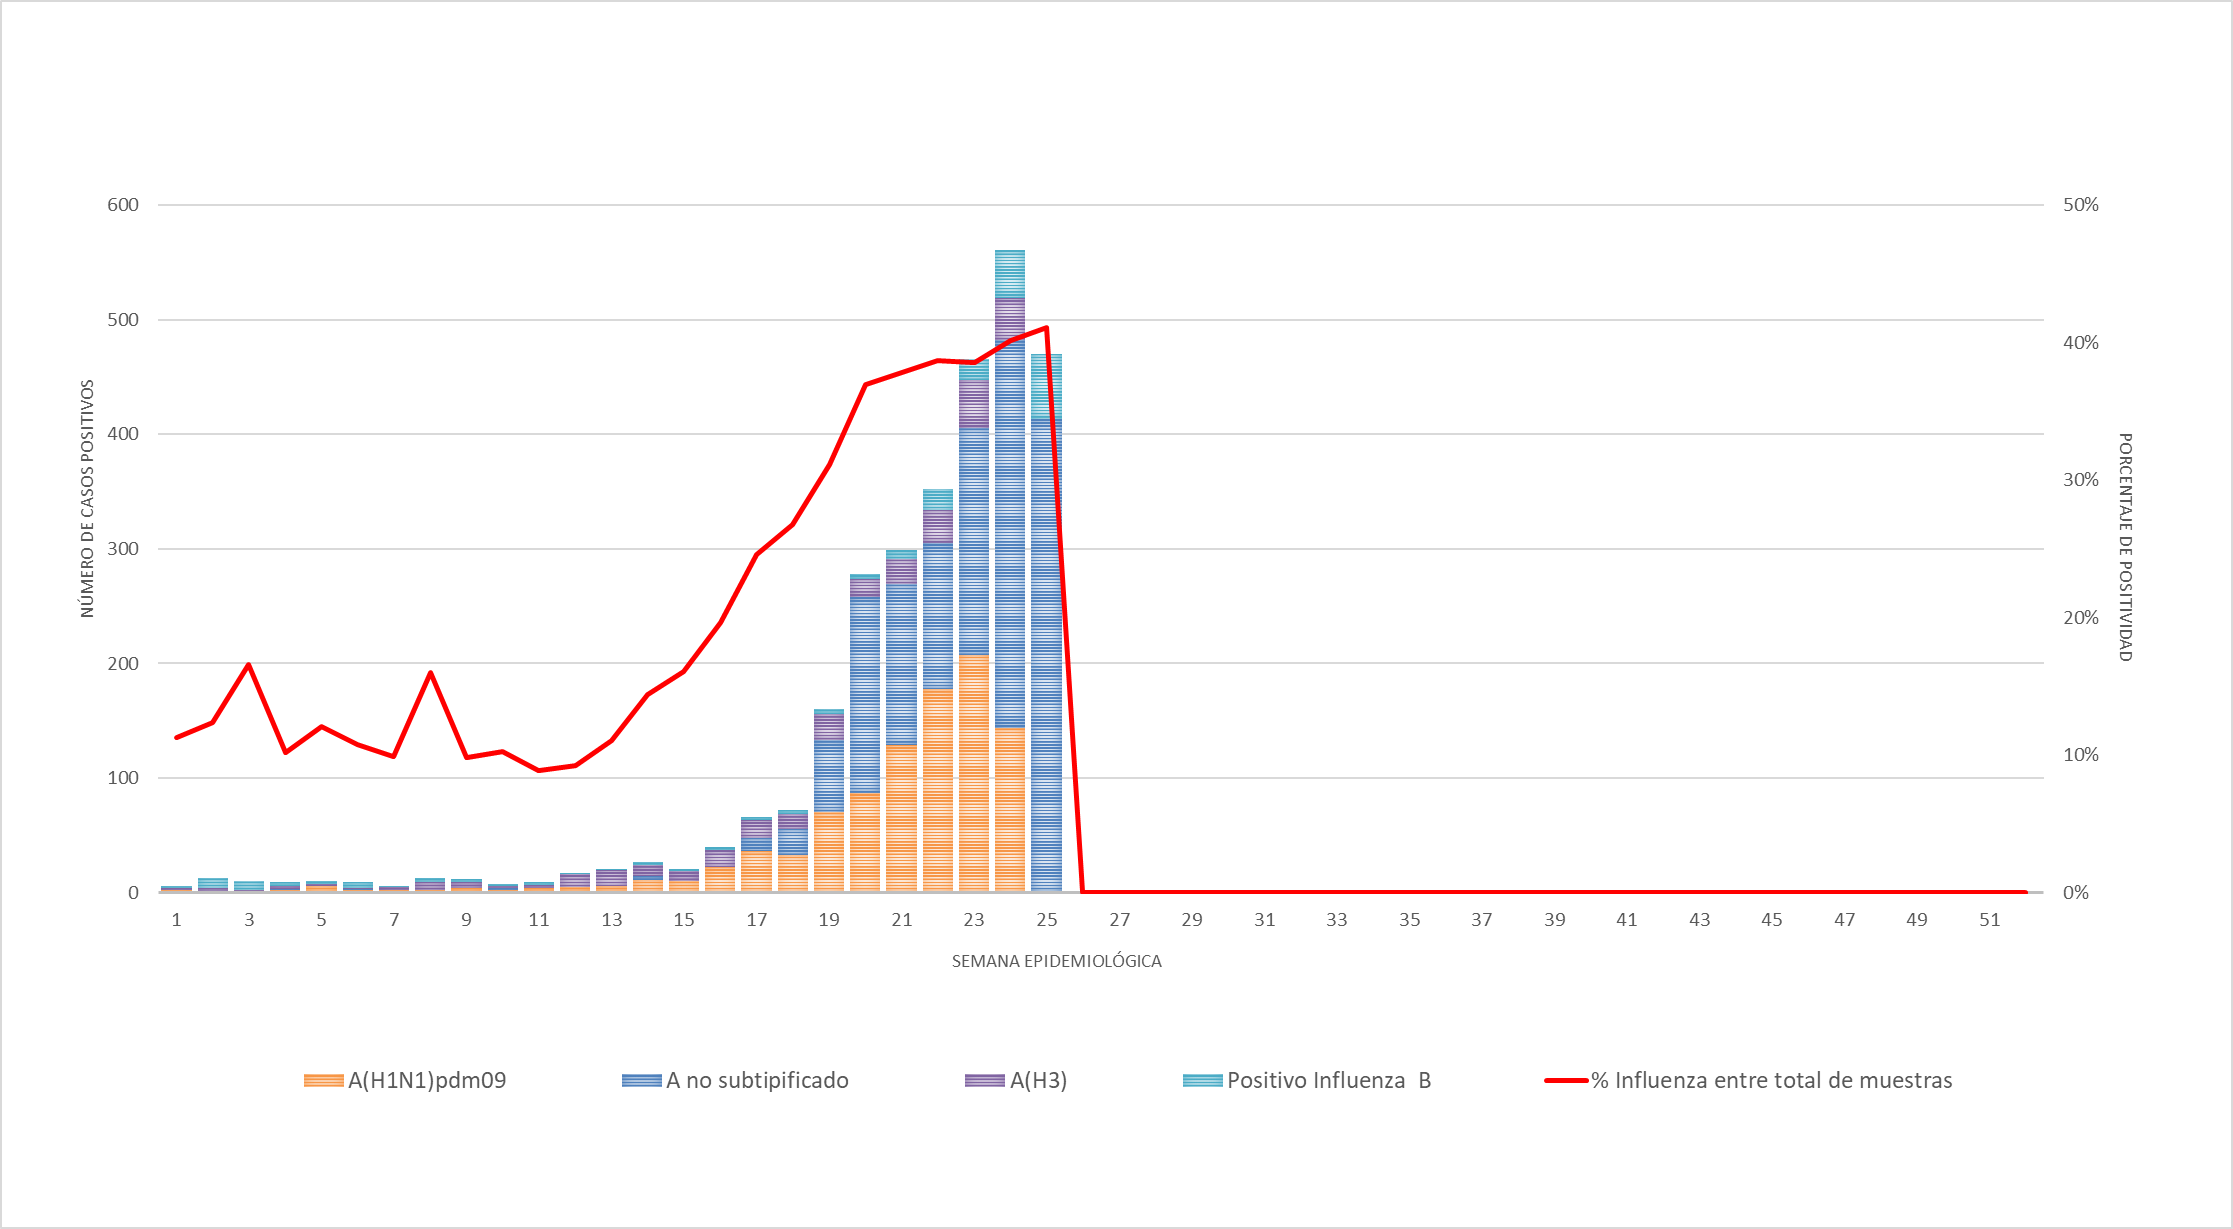 600
500
400
300
200
100
0
NÚMERO DE CASOS POSITIVOS
50%
40%
30%
20%
10%
0%
PORCENTAJE DE POSITIVIDAD
1 3 5 7 9 11 13 15 17 19 21 23 25 27 29 31 33 35 37 39 41 43 45 47 49 51
SEMANA EPIDEMIOLÓGICA
A(H1N1)pdm09 A no subtipificado A(H3) Positivo Influenza B % Influenza entre total de muestras